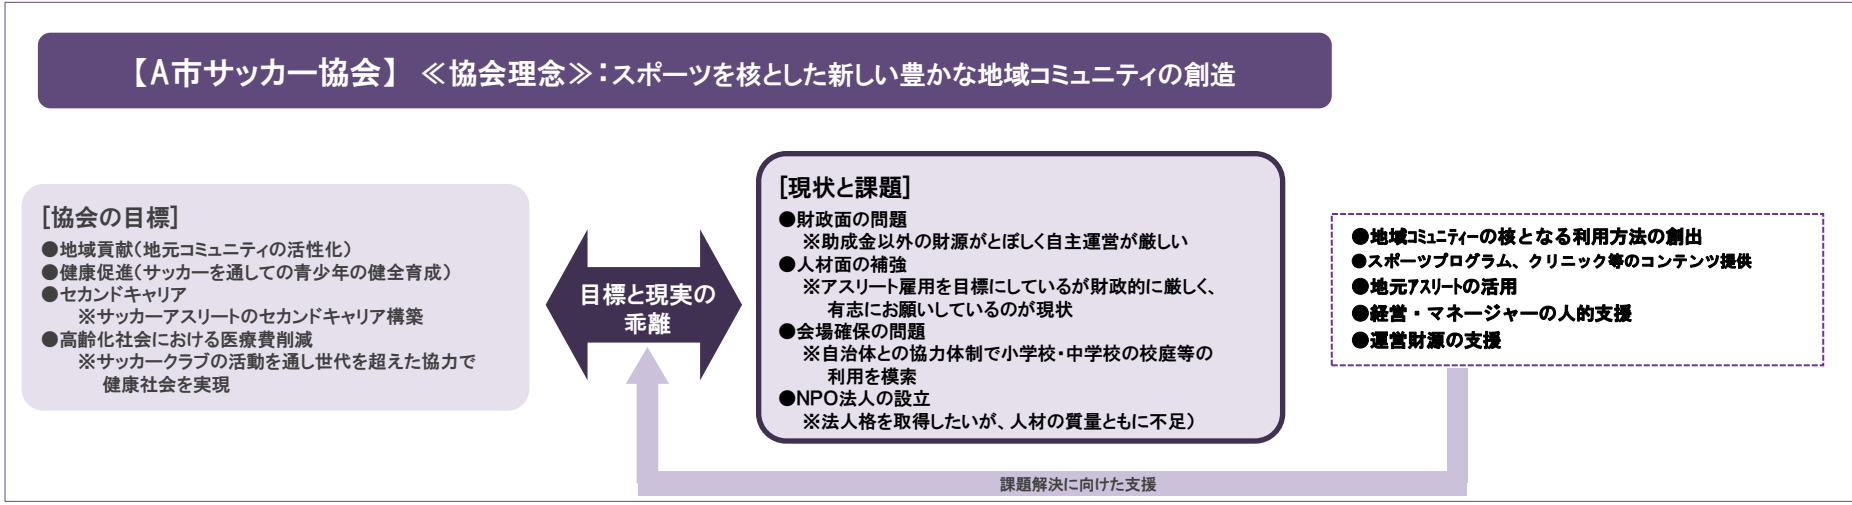 【A市サッカー協会】 ≪協会理念≫：スポーツを核とした新しい豊かな地域コミュニティの創造
[協会の目標]
●地域貢献（地元コミュニティの活性化）
●健康促進（サッカーを通しての青少年の健全育成）
●セカンドキャリア
※サッカーアスリートのセカンドキャリア構築
●高齢化社会における医療費削減
※サッカークラブの活動を通し世代を超えた協力で
健康社会を実現
目標と現実の
乖離
[現状と課題]
●財政面の問題
※助成金以外の財源がとぼしく自主運営が厳しい
●人材面の補強
※アスリート雇用を目標にしているが財政的に厳しく、
有志にお願いしているのが現状
●会場確保の問題
※自治体との協力体制で小学校・中学校の校庭等の
利用を模索
●NPO法人の設立
※法人格を取得したいが、人材の質量ともに不足）
●地域ｺﾐｭﾆﾃｨｰの核となる利用方法の創出
●スポーツプログラム、クリニック等のコンテンツ提供
●地元ｱｽﾘｰﾄの活用
●経営・マネージャーの人的支援
●運営財源の支援
課題解決に向けた支援